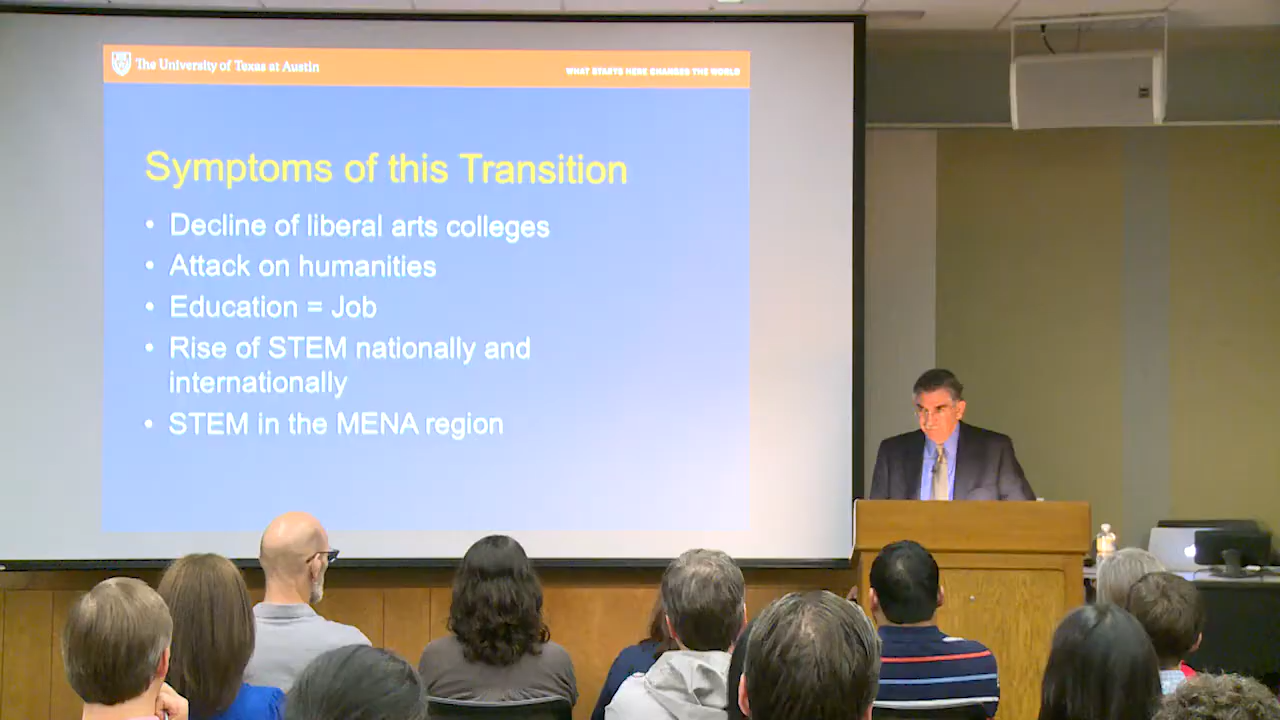 The University of Texas at Austin
WHAT STARTS HERE CHANGES THE WORLD
Symptoms of this Transition
• Decline of liberal arts colleges
• Attack on humanities
• Education = Job
• Rise of STEM nationally and
internationally
• STEM in the MENA region